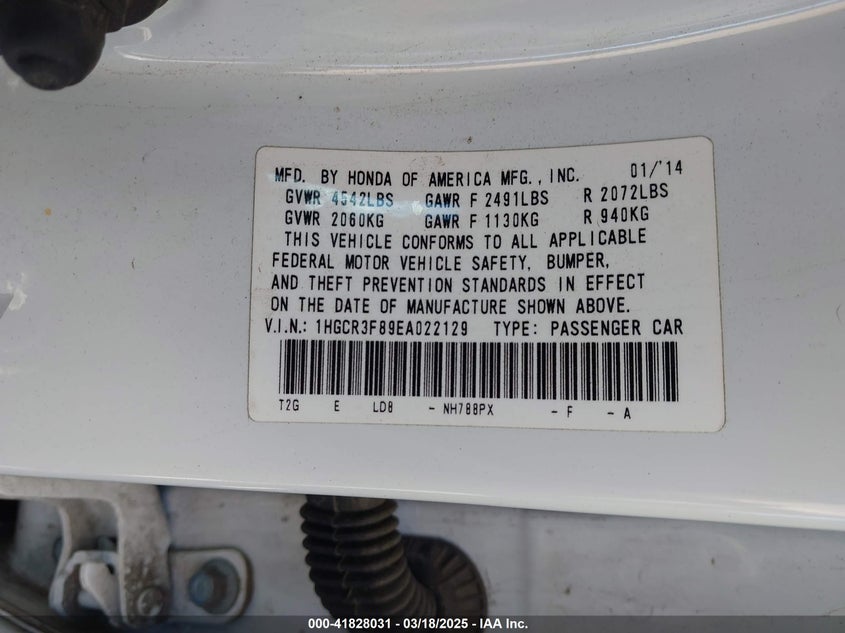 MFD. BY HONDA OF AMERICA MFG., INC. 01/'14
GVWR 4542LBS GAWR F 2491LBS R 2072LBS
GVWR 2060KG GAWR F 1130KG R 940KG
THIS VEHICLE CONFORMS TO ALL APPLICABLE
FEDERAL MOTOR VEHICLE SAFETY, BUMPER,
AND THEFT PREVENTION STANDARDS IN EFFECT
ON THE DATE OF MANUFACTURE SHOWN ABOVE.
V.I.N.: 1HGCR3F89EA022129 TYPE: PASSENGER CAR
T2G E LD8 - NH788PX - F - A
000-41828031 — 03/18/2025 — IAA Inc.